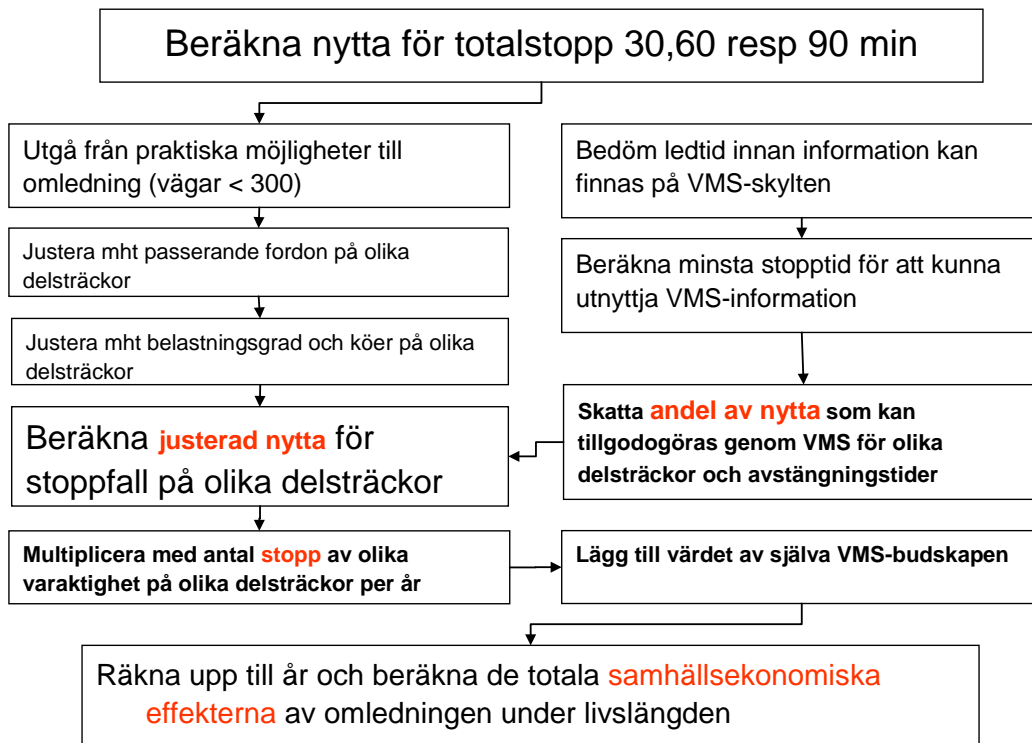 Beräkna nytta för totalstopp 30,60 resp 90 min
Utgå från praktiska möjligheter till
omledning (vägar < 300)
Justera mht passerande fordon på olika
delsträckor
Justera mht belastningsgrad och köer på olika
delsträckor
Beräkna justerad nytta för
stoppfall på olika delsträckor
Multiplicera med antal stopp av olika
varaktighet på olika delsträckor per år
Bedöm ledtid innan information kan
finnas på VMS-skylten
Beräkna minsta stopptid för att kunna
utnyttja VMS-information
Skatta andel av nytta som kan
tillgodogöras genom VMS för olika
delsträckor och avstängningstider
Lägg till värdet av själva VMS-budskapen
Räkna upp till år och beräkna de totala samhällsekonomiska
effekterna av omledningen under livslängden